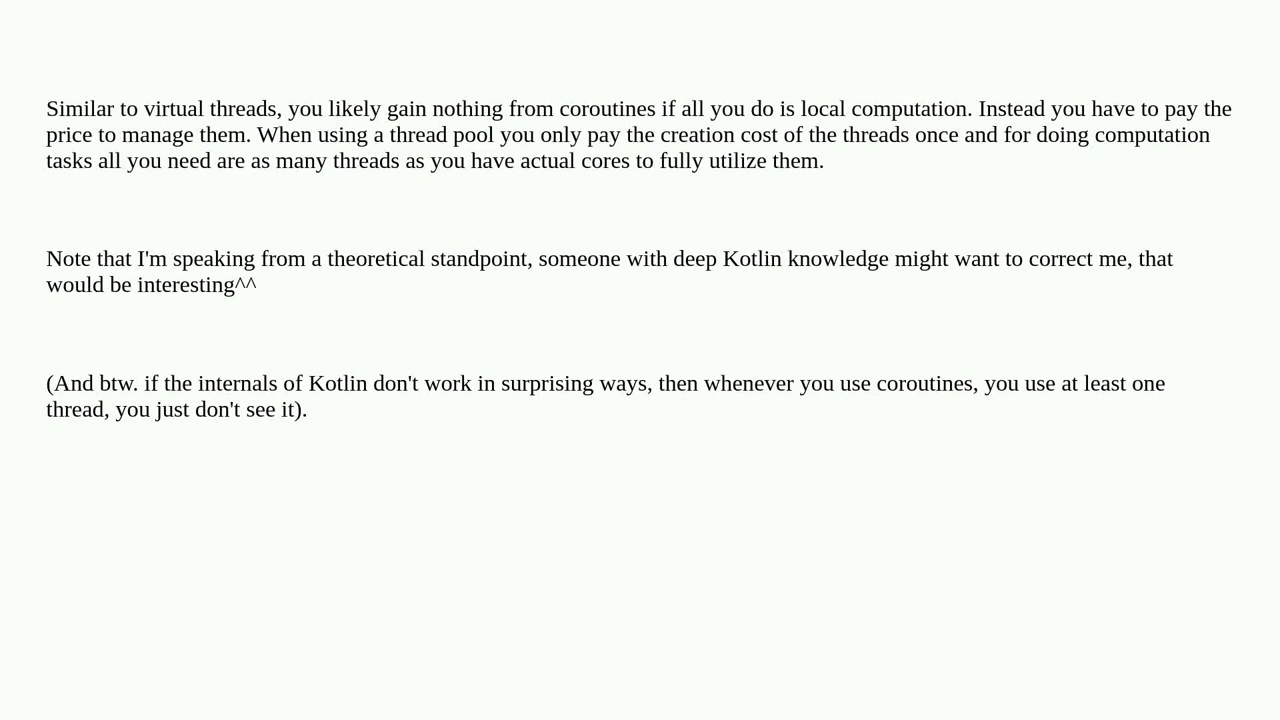 Similar to virtual threads, you likely gain nothing from coroutines if all you do is local computation. Instead you have to pay the
price to manage them. When using a thread pool you only pay the creation cost of the threads once and for doing computation
tasks all you need are as many threads as you have actual cores to fully utilize them.
Note that I'm speaking from a theoretical standpoint, someone with deep Kotlin knowledge might want to correct me, that
would be interesting^^
(And btw. if the internals of Kotlin don't work in surprising ways, then whenever you use coroutines, you use at least one
thread, you just don't see it).